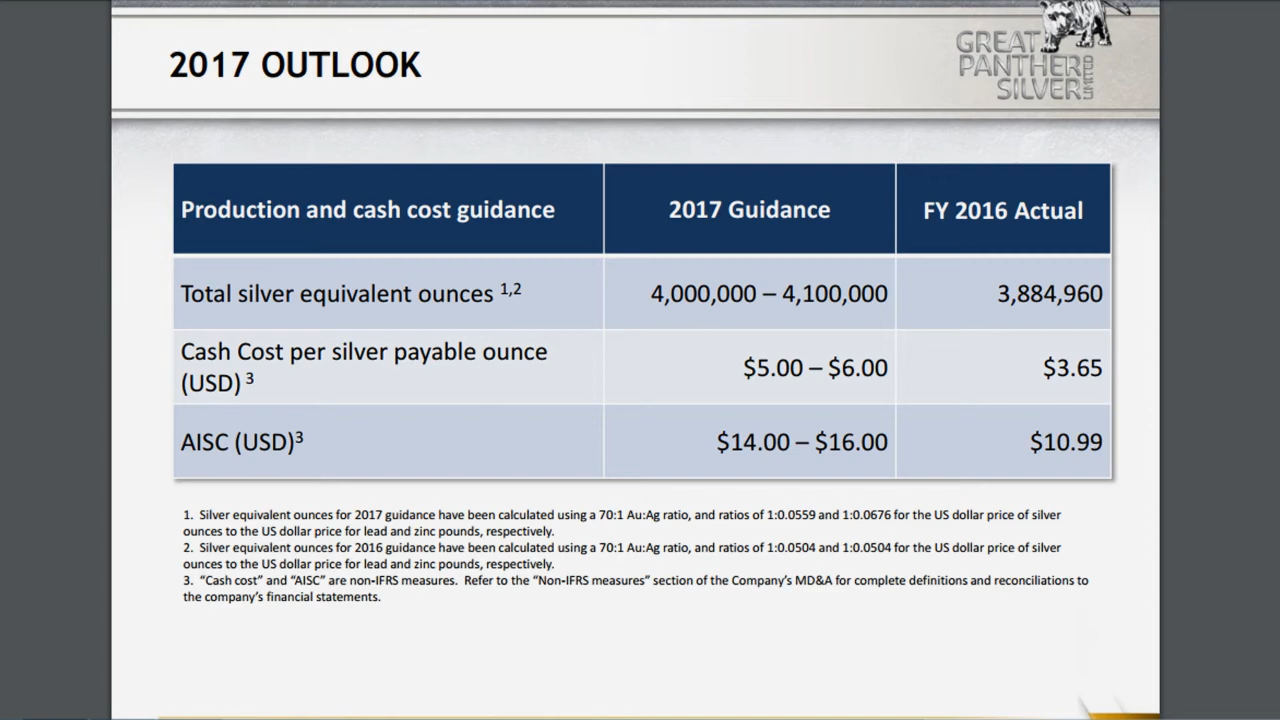 2017 OUTLOOK
GREAT
PANTHER
SILVER
LIMITED
Production and cash cost guidance
2017 Guidance
FY 2016 Actual
Total silver equivalent ounces 1,2
4,000,000 – 4,100,000
3,884,960
Cash Cost per silver payable ounce
(USD) 3
$5.00 – $6.00
$3.65
AISC (USD)3
$14.00 – $16.00
$10.99
1. Silver equivalent ounces for 2017 guidance have been calculated using a 70:1 Au:Ag ratio, and ratios of 1:0.0559 and 1:0.0676 for the US dollar price of silver
ounces to the US dollar price for lead and zinc pounds, respectively.
2. Silver equivalent ounces for 2016 guidance have been calculated using a 70:1 Au:Ag ratio, and ratios of 1:0.0504 and 1:0.0504 for the US dollar price of silver
ounces to the US dollar price for lead and zinc pounds, respectively.
3. “Cash cost” and “AISC” are non-IFRS measures. Refer to the “Non-IFRS measures” section of the Company’s MD&A for complete definitions and reconciliations to
the company’s financial statements.